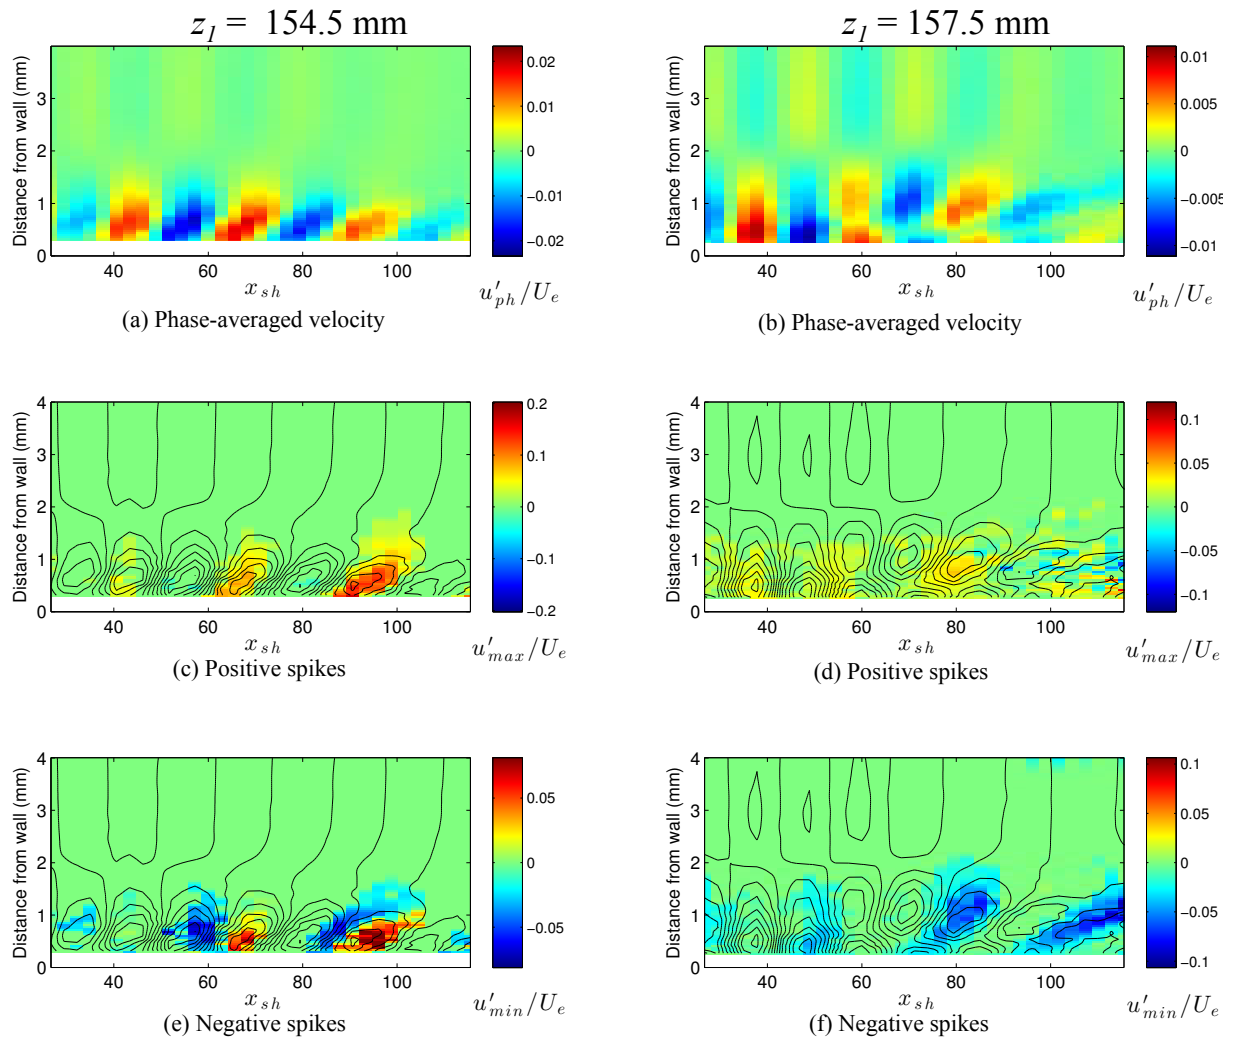 z1 = 154.5 mm
z1 = 157.5 mm
Distance from wall (mm)
3
2
1
0
40 60 80 100
xsh
0.02
0.01
0
−0.01
−0.02
u′ph/Ue
(a) Phase-averaged velocity
Distance from wall (mm)
3
2
1
0
40 60 80 100
xsh
0.01
0.005
0
−0.005
−0.01
u′ph/Ue
(b) Phase-averaged velocity
Distance from wall (mm)
4
3
2
1
0
40 60 80 100
xsh
0.2
0.1
0
−0.1
−0.2
u′max/Ue
(c) Positive spikes
Distance from wall (mm)
4
3
2
1
0
40 60 80 100
xsh
0.1
0.05
0
−0.05
−0.1
u′max/Ue
(d) Positive spikes
Distance from wall (mm)
4
3
2
1
0
40 60 80 100
xsh
0.05
0
−0.05
u′min/Ue
(e) Negative spikes
Distance from wall (mm)
4
3
2
1
0
40 60 80 100
xsh
0.1
0.05
0
−0.05
−0.1
u′min/Ue
(f) Negative spikes